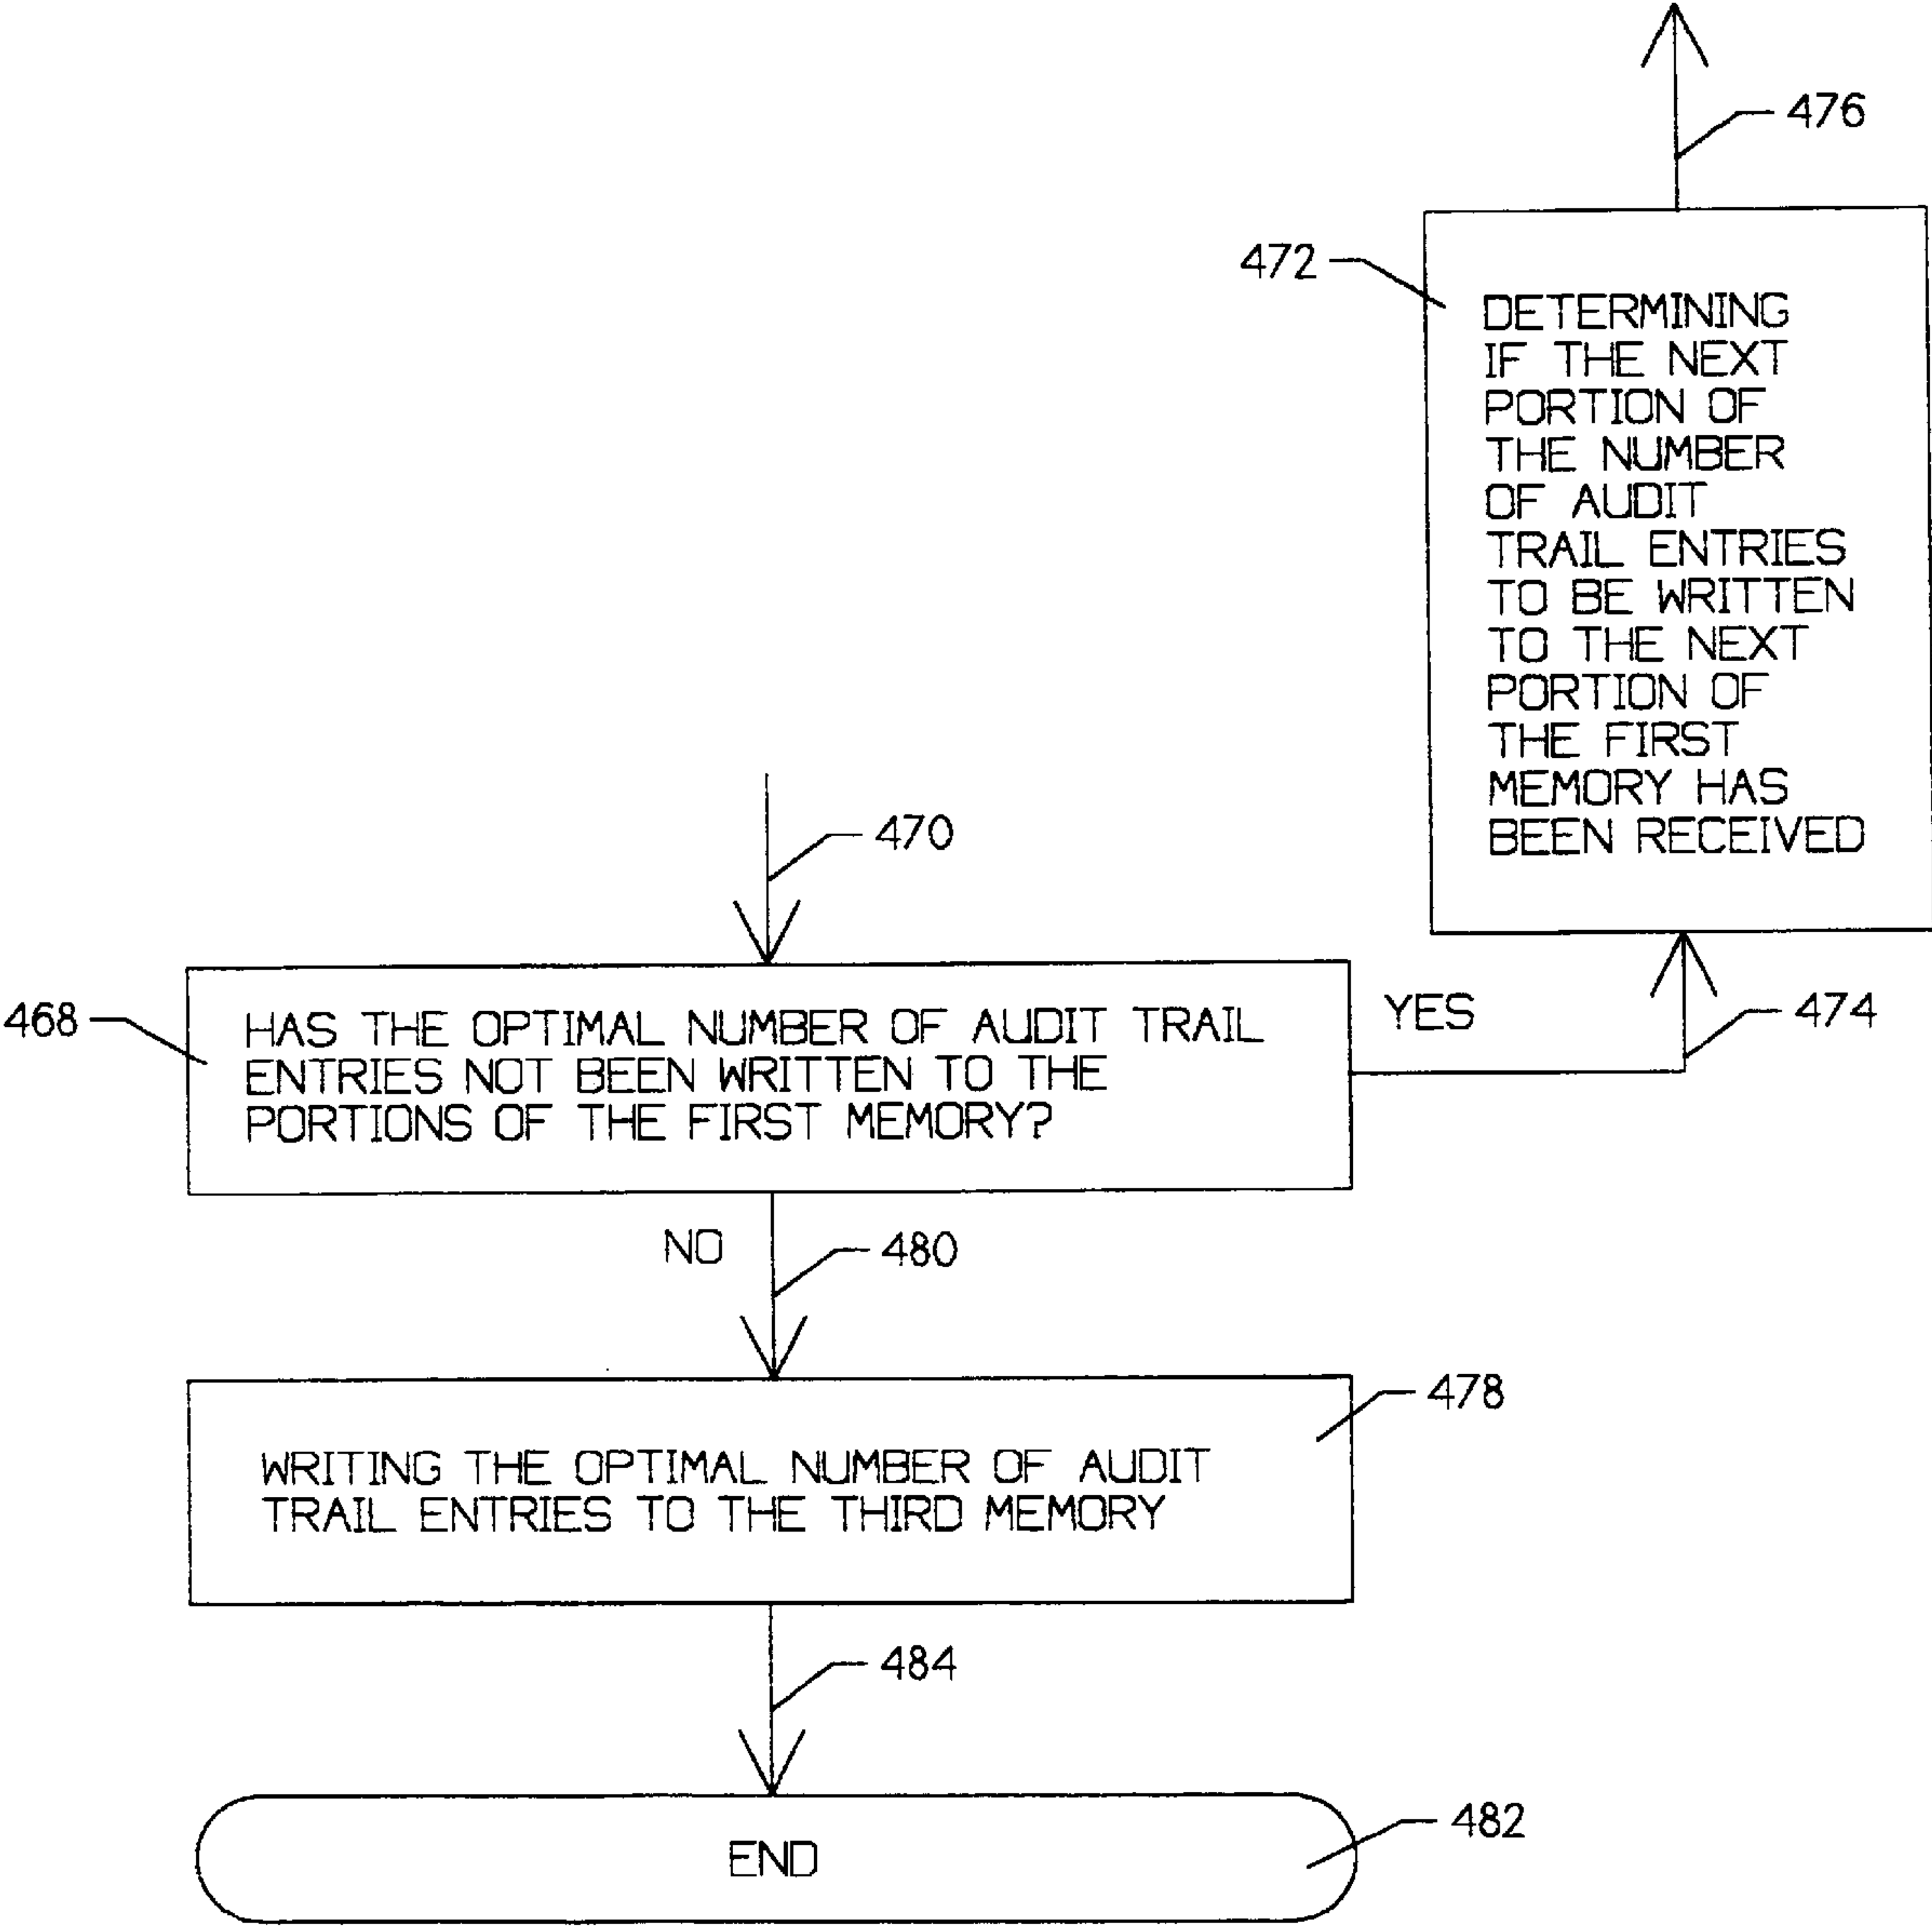 476
472
DETERMINING
IF THE NEXT
PORTION OF
THE NUMBER
OF AUDIT
TRAIL ENTRIES
TO BE WRITTEN
TO THE NEXT
PORTION OF
THE FIRST
MEMORY HAS
BEEN RECEIVED
470
468
HAS THE OPTIMAL NUMBER OF AUDIT TRAIL
ENTRIES NOT BEEN WRITTEN TO THE
PORTIONS OF THE FIRST MEMORY?
YES
474
NO
480
478
WRITING THE OPTIMAL NUMBER OF AUDIT
TRAIL ENTRIES TO THE THIRD MEMORY
484
END
482